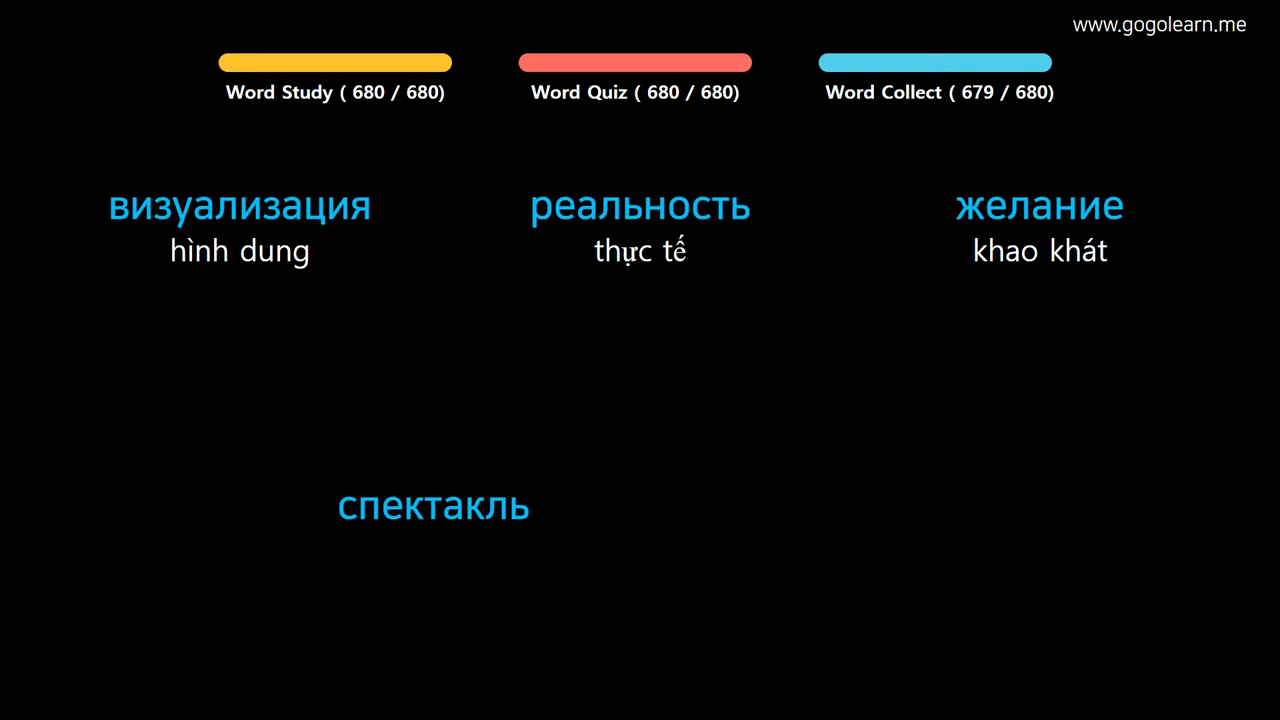 www.gogolearn.me
Word Study ( 680 / 680)
Word Quiz ( 680 / 680)
Word Collect ( 679 / 680)
визуализация
hình dung
реальность
thực tế
желание
khao khát
спектакль